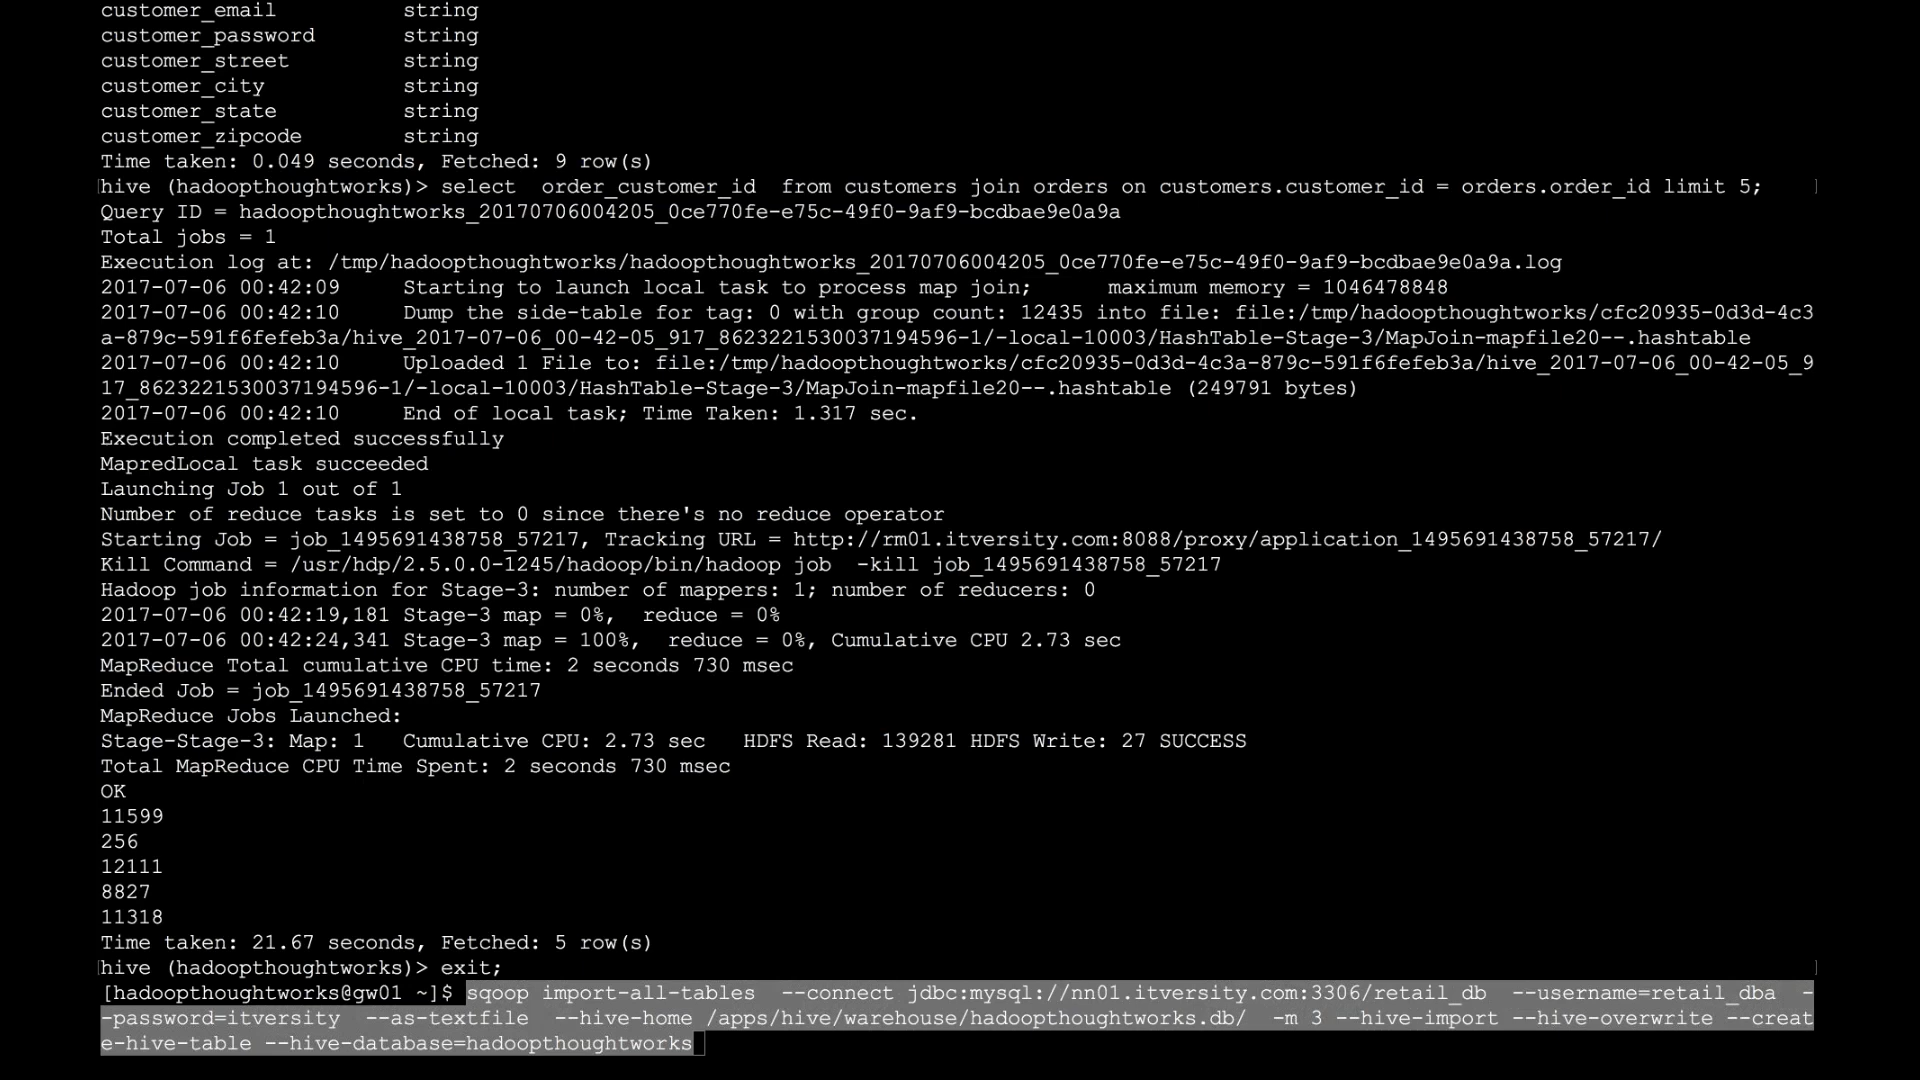 customer_email          string
customer_password       string
customer_street         string
customer_city           string
customer_state          string
customer_zipcode        string
Time taken: 0.049 seconds, Fetched: 9 row(s)
hive (hadoopthoughtworks)> select  order_customer_id  from customers join orders on customers.customer_id = orders.order_id limit 5;
Query ID = hadoopthoughtworks_20170706004205_0ce770fe-e75c-49f0-9af9-bcdbae9e0a9a
Total jobs = 1
Execution log at: /tmp/hadoopthoughtworks/hadoopthoughtworks_20170706004205_0ce770fe-e75c-49f0-9af9-bcdbae9e0a9a.log
2017-07-06 00:42:09     Starting to launch local task to process map join;      maximum memory = 1046478848
2017-07-06 00:42:10     Dump the side-table for tag: 0 with group count: 12435 into file: file:/tmp/hadoopthoughtworks/cfc20935-0d3d-4c3
a-879c-591f6fefeb3a/hive_2017-07-06_00-42-05_917_8623221530037194596-1/-local-10003/HashTable-Stage-3/MapJoin-mapfile20--.hashtable
2017-07-06 00:42:10     Uploaded 1 File to: file:/tmp/hadoopthoughtworks/cfc20935-0d3d-4c3a-879c-591f6fefeb3a/hive_2017-07-06_00-42-05_9
17_8623221530037194596-1/-local-10003/HashTable-Stage-3/MapJoin-mapfile20--.hashtable (249791 bytes)
2017-07-06 00:42:10     End of local task; Time Taken: 1.317 sec.
Execution completed successfully
MapredLocal task succeeded
Launching Job 1 out of 1
Number of reduce tasks is set to 0 since there's no reduce operator
Starting Job = job_1495691438758_57217, Tracking URL = http://rm01.itversity.com:8088/proxy/application_1495691438758_57217/
Kill Command = /usr/hdp/2.5.0.0-1245/hadoop/bin/hadoop job  -kill job_1495691438758_57217
Hadoop job information for Stage-3: number of mappers: 1; number of reducers: 0
2017-07-06 00:42:19,181 Stage-3 map = 0%,  reduce = 0%
2017-07-06 00:42:24,341 Stage-3 map = 100%,  reduce = 0%, Cumulative CPU 2.73 sec
MapReduce Total cumulative CPU time: 2 seconds 730 msec
Ended Job = job_1495691438758_57217
MapReduce Jobs Launched:
Stage-Stage-3: Map: 1   Cumulative CPU: 2.73 sec   HDFS Read: 139281 HDFS Write: 27 SUCCESS
Total MapReduce CPU Time Spent: 2 seconds 730 msec
OK
11599
256
12111
8827
11318
Time taken: 21.67 seconds, Fetched: 5 row(s)
hive (hadoopthoughtworks)> exit;
[hadoopthoughtworks@gw01 ~]$ sqoop import-all-tables  --connect jdbc:mysql://nn01.itversity.com:3306/retail_db  --username=retail_dba  -
-password=itversity  --as-textfile  --hive-home /apps/hive/warehouse/hadoopthoughtworks.db/  -m 3 --hive-import --hive-overwrite --creat
e-hive-table --hive-database=hadoopthoughtworks